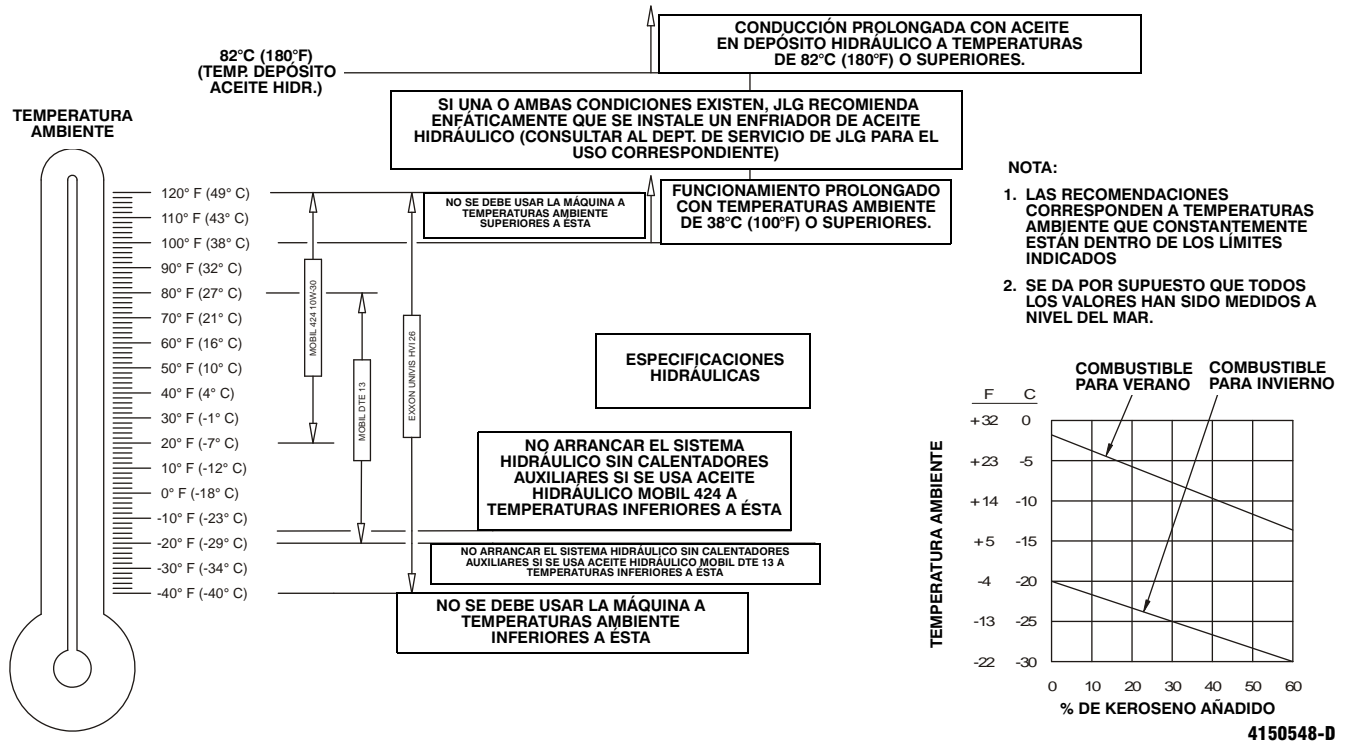 CONDUCCIÓN PROLONGADA CON ACEITE
EN DEPÓSITO HIDRÁULICO A TEMPERATURAS
DE 82°C (180°F) O SUPERIORES.
82°C (180°F)
(TEMP. DEPÓSITO
ACEITE HIDR.)
SI UNA O AMBAS CONDICIONES EXISTEN, JLG RECOMIENDA
ENFÁTICAMENTE QUE SE INSTALE UN ENFRIADOR DE ACEITE
HIDRÁULICO (CONSULTAR AL DEPT. DE SERVICIO DE JLG PARA EL
USO CORRESPONDIENTE)
TEMPERATURA
AMBIENTE
120° F (49° C)
110° F (43° C)
100° F (38° C)
90° F (32° C)
80° F (27° C)
70° F (21° C)
60° F (16° C)
50° F (10° C)
40° F (4° C)
30° F (-1° C)
20° F (-7° C)
10° F (-12° C)
0° F (-18° C)
-10° F (-23° C)
-20° F (-29° C)
-30° F (-34° C)
-40° F (-40° C)
MOBIL 424 10W-30
MOBIL DTE 13
EXXON UNIVIS HVI 26
NO SE DEBE USAR LA MÁQUINA A
TEMPERATURAS AMBIENTE
SUPERIORES A ÉSTA
FUNCIONAMIENTO PROLONGADO
CON TEMPERATURAS AMBIENTE
DE 38°C (100°F) O SUPERIORES.
ESPECIFICACIONES
HIDRÁULICAS
NO ARRANCAR EL SISTEMA
HIDRÁULICO SIN CALENTADORES
AUXILIARES SI SE USA ACEITE
HIDRÁULICO MOBIL 424 A
TEMPERATURAS INFERIORES A ÉSTA
NO ARRANCAR EL SISTEMA HIDRÁULICO SIN CALENTADORES
AUXILIARES SI SE USA ACEITE HIDRÁULICO MOBIL DTE 13 A
TEMPERATURAS INFERIORES A ÉSTA
NO SE DEBE USAR LA MÁQUINA A
TEMPERATURAS AMBIENTE
INFERIORES A ÉSTA
NOTA:
1. LAS RECOMENDACIONES
CORRESPONDEN A TEMPERATURAS
AMBIENTE QUE CONSTANTEMENTE
ESTÁN DENTRO DE LOS LÍMITES
INDICADOS
2. SE DA POR SUPUESTO QUE TODOS
LOS VALORES HAN SIDO MEDIDOS A
NIVEL DEL MAR.
COMBUSTIBLE
PARA VERANO
COMBUSTIBLE
PARA INVIERNO
F C
+32 0
+23 -5
+14 -10
+5 -15
-4 -20
-13 -25
-22 -30
TEMPERATURA AMBIENTE
0 10 20 30 40 50 60
% DE KEROSENO AÑADIDO
4150548-D